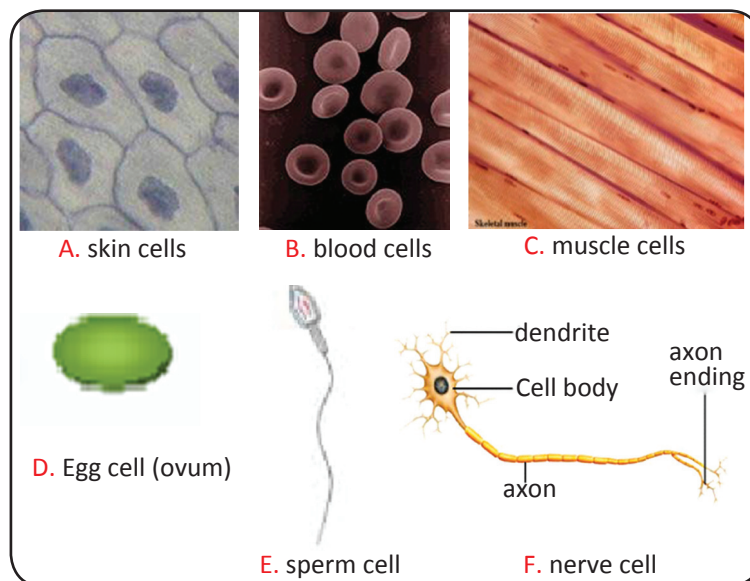 Skeletal muscle
A. skin cells
B. blood cells
C. muscle cells
dendrite
Cell body
axon
ending
axon
D. Egg cell (ovum)
E. sperm cell
F. nerve cell